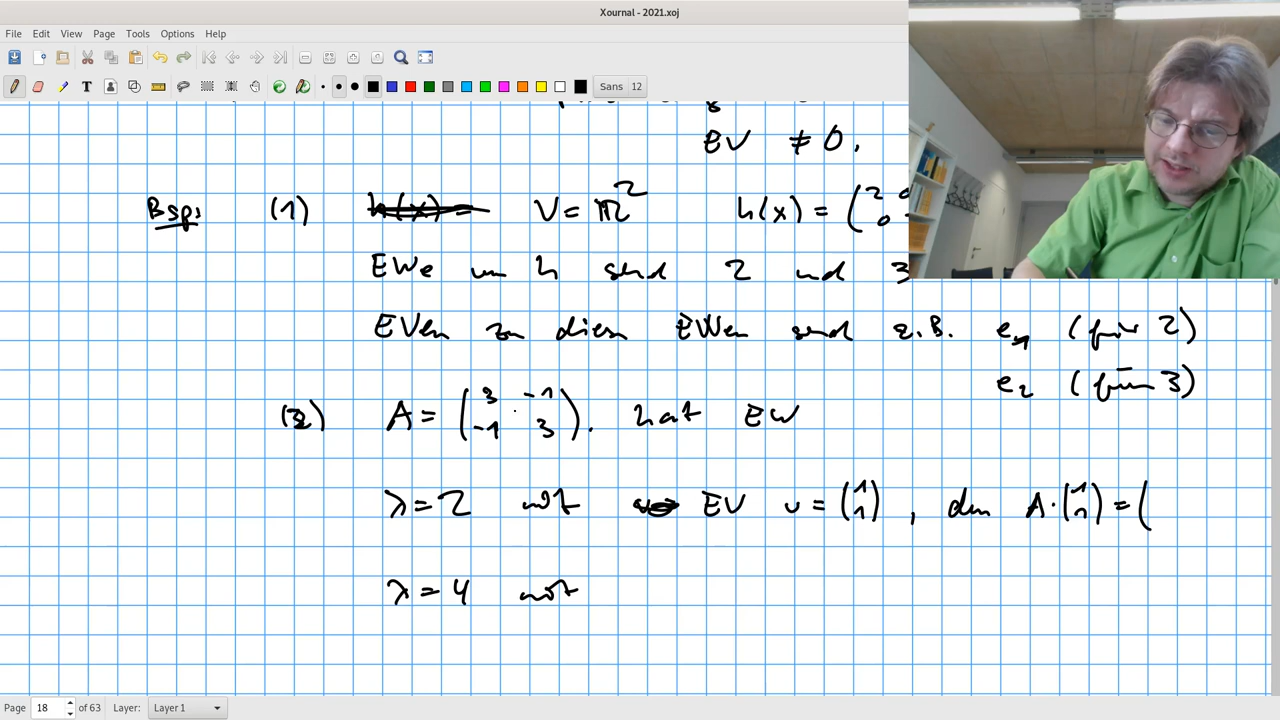 Xournal - 2021.xoj
File Edit View Page Tools Options Help
T Sans 12
EV ≠ 0.
Bsp: (1) V = ℝ² h(x) = (2 0
EWe von h sind 2 und 3
EVen zu diesen EWen sind z.B. e₁ (für 2)
e₂ (für 3)
(2) A = (3 -1 -1 3). hat EW
λ = 2 mit EV v = (1 1), denn A·(1 1) = (
λ = 4 mit
Page 18 of 63 Layer: Layer 1